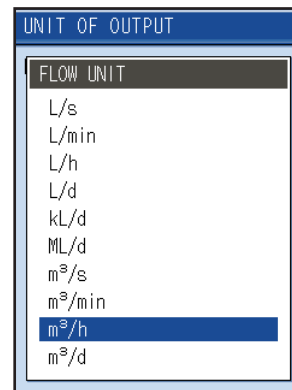 UNIT OF OUTPUT
FLOW UNIT
L/s
L/min
L/h
L/d
kL/d
ML/d
m³/s
m³/min
m³/h
m³/d